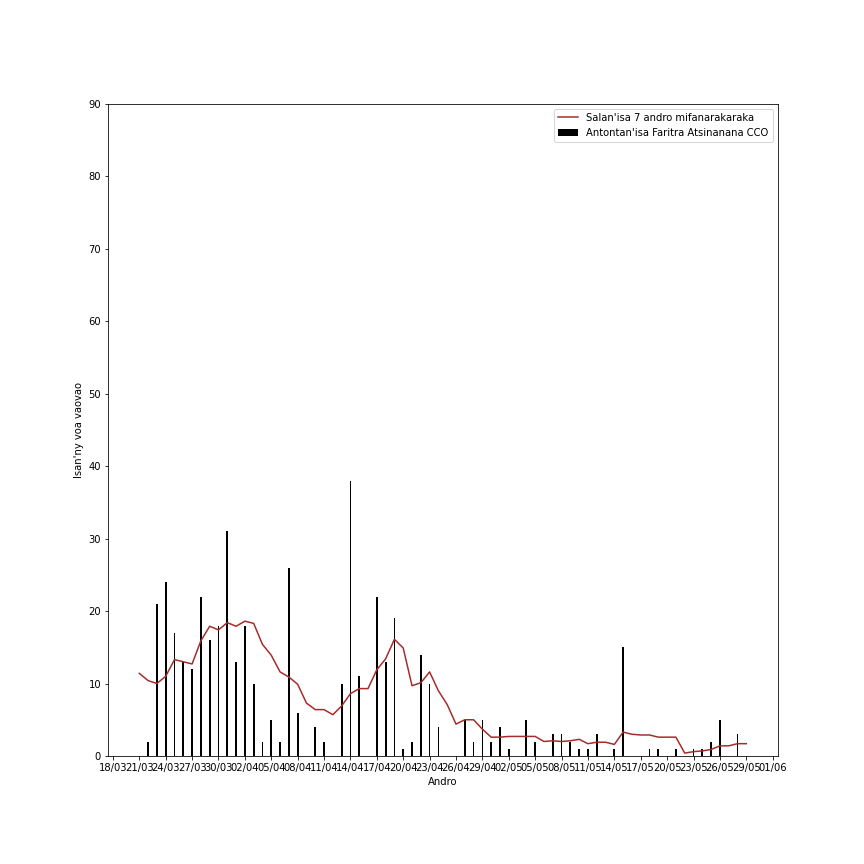 Salan'isa 7 andro mifanarakaraka
Antontan'isa Faritra Atsinanana CCO
Isan'ny voa vaovao
90
80
70
60
50
40
30
20
10
0
18/03 21/03 24/03 27/03 30/03 02/04 05/04 08/04 11/04 14/04 17/04 20/04 23/04 26/04 29/04 02/05 05/05 08/05 11/05 14/05 17/05 20/05 23/05 26/05 29/05 01/06
Andro